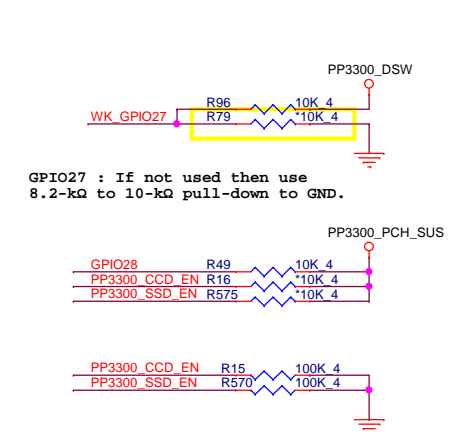 PP3300_DSW
R96 10K_4
WK_GPIO27 R79 *10K_4
GPIO27 : If not used then use
8.2-kΩ to 10-kΩ pull-down to GND.
PP3300_PCH_SUS
GPIO28 R49 10K_4
PP3300_CCD_EN R16 *10K_4
PP3300_SSD_EN R575 *10K_4
PP3300_CCD_EN R15 100K_4
PP3300_SSD_EN R570 100K_4